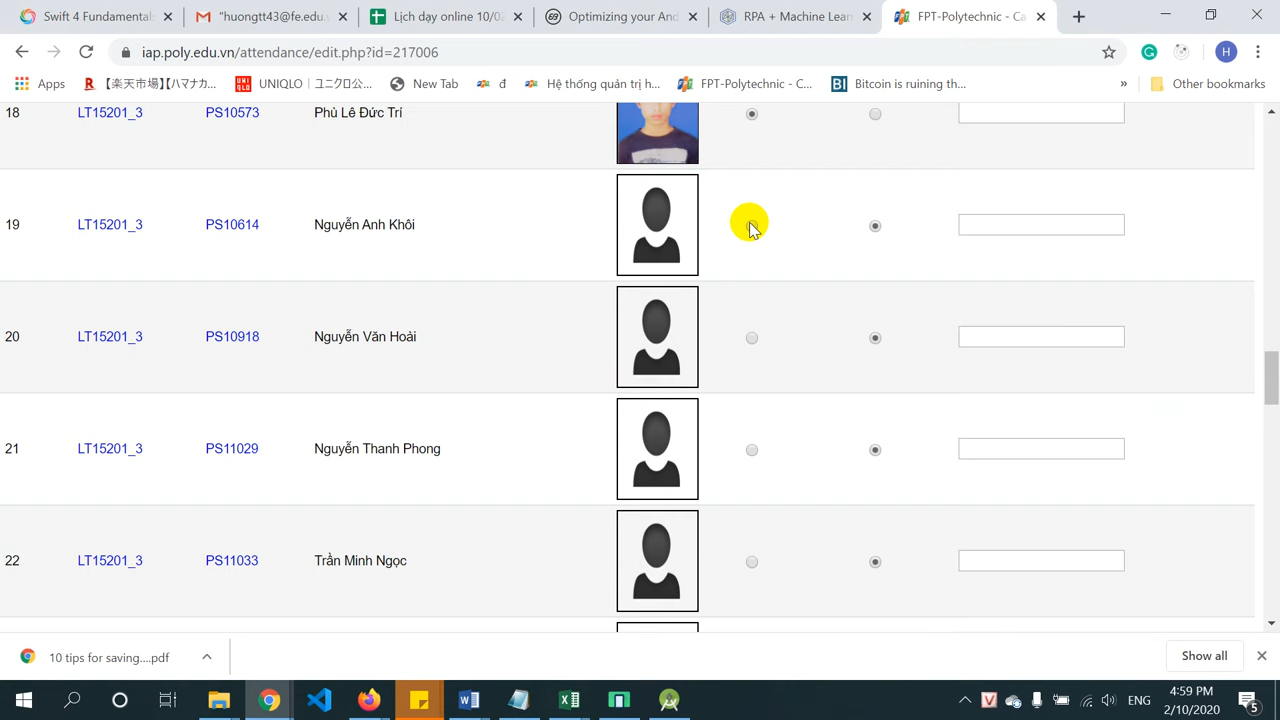 Swift 4 Fundamental
"huongtt43@fe.edu.v
Lịch dạy online 10/02
Optimizing your And
RPA + Machine Lear
FPT-Polytechnic - Ca
iap.poly.edu.vn/attendance/edit.php?id=217006
H
Apps
【楽天市場】【ハマナカ...
UNIQLO | ユニクロ公...
New Tab
đ
Hệ thống quản trị h...
FPT-Polytechnic - C...
BI
Bitcoin is ruining th...
»
Other bookmarks
18 LT15201_3 PS10573 Phù Lê Đức Trí
19 LT15201_3 PS10614 Nguyễn Anh Khôi
20 LT15201_3 PS10918 Nguyễn Văn Hoài
21 LT15201_3 PS11029 Nguyễn Thanh Phong
22 LT15201_3 PS11033 Trần Minh Ngọc
10 tips for saving....pdf
Show all
ENG
4:59 PM
2/10/2020
5